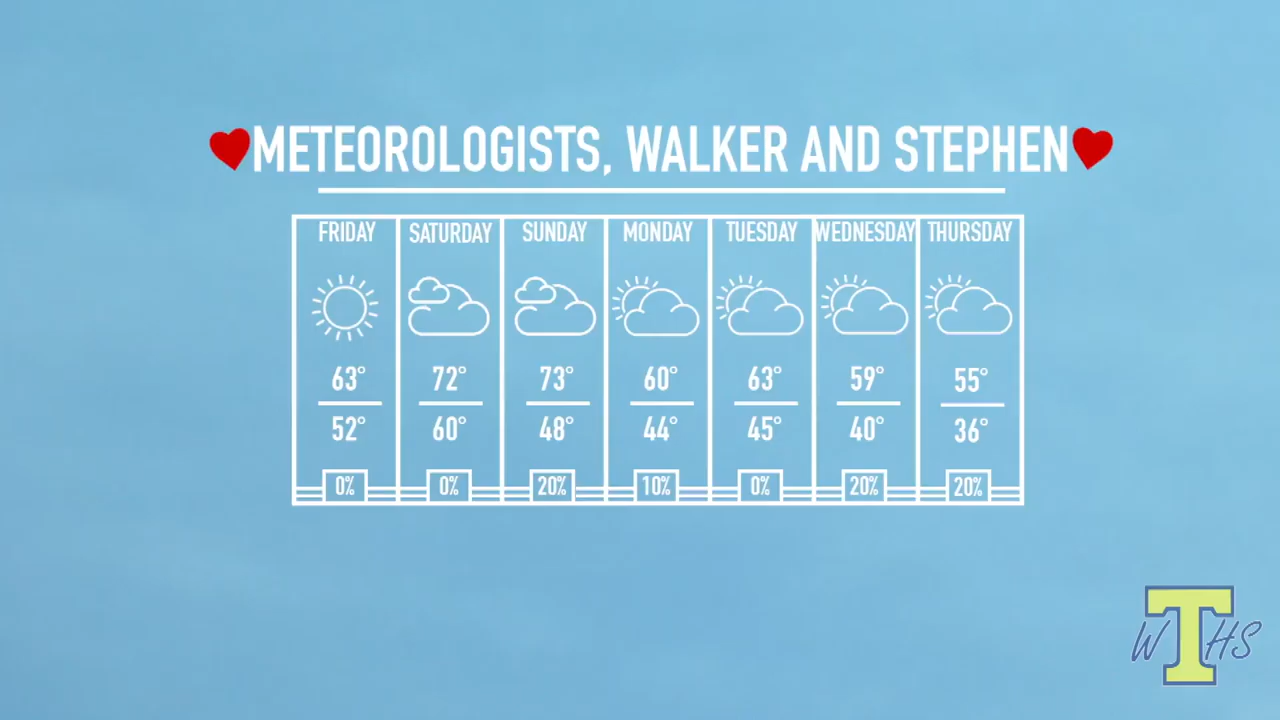 METEOROLOGISTS, WALKER AND STEPHEN
FRIDAY SATURDAY SUNDAY MONDAY TUESDAY WEDNESDAY THURSDAY
63° 72° 73° 60° 63° 59° 55°
52° 60° 48° 44° 45° 40° 36°
0% 0% 20% 10% 0% 20% 20%
WTHS